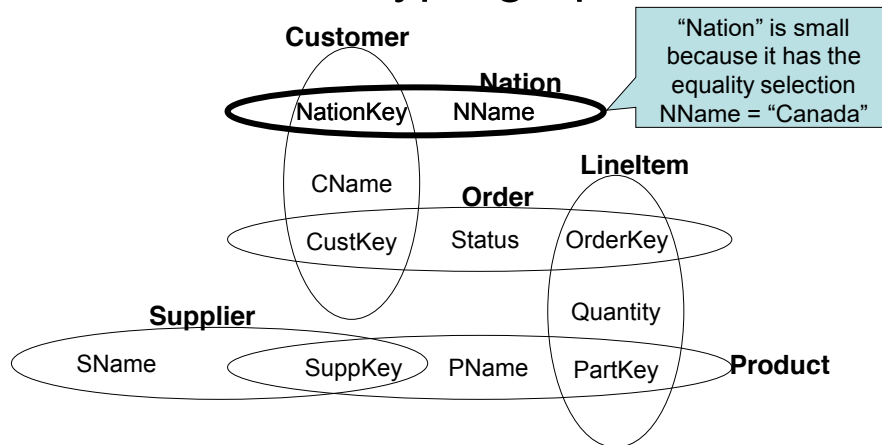 Customer
"Nation" is small
because it has the
equality selection
NName = "Canada"
Nation
NationKey NName
CName
LineItem
Order
CustKey Status OrderKey
Quantity
Supplier
SName SuppKey PName PartKey Product